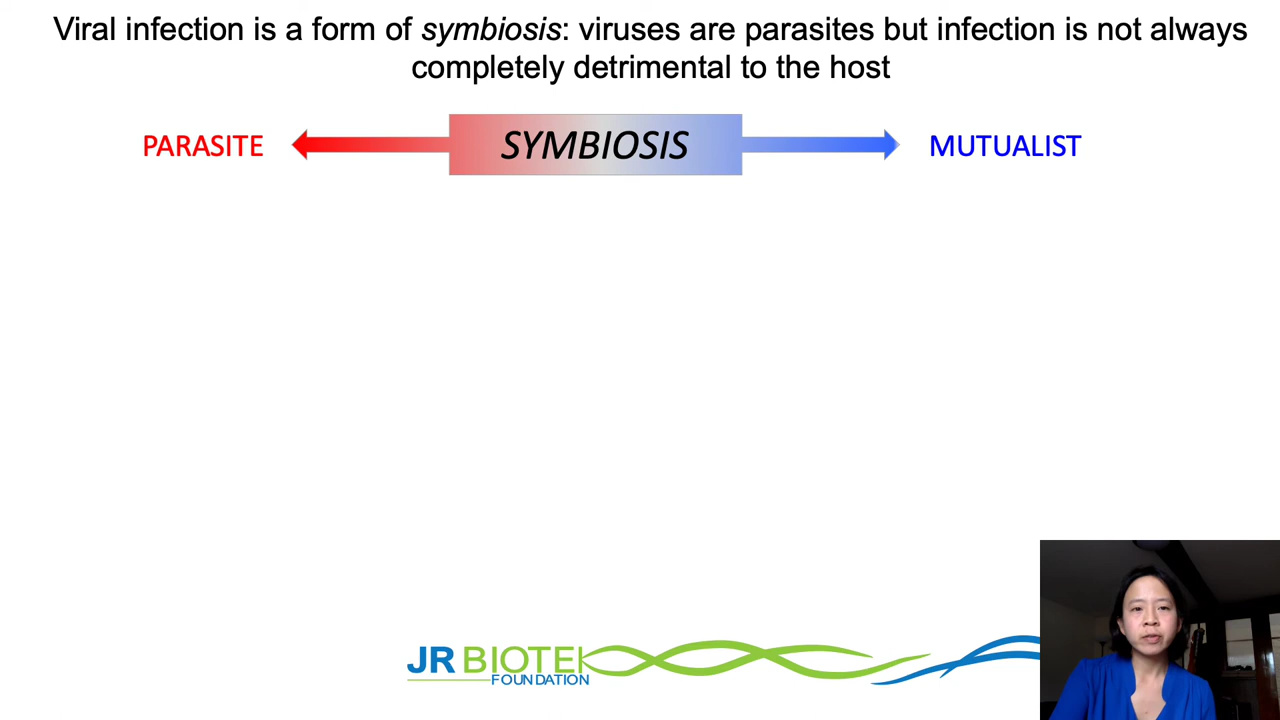 Viral infection is a form of symbiosis: viruses are parasites but infection is not always
completely detrimental to the host
PARASITE SYMBIOSIS MUTUALIST
JR BIOTEK
FOUNDATION